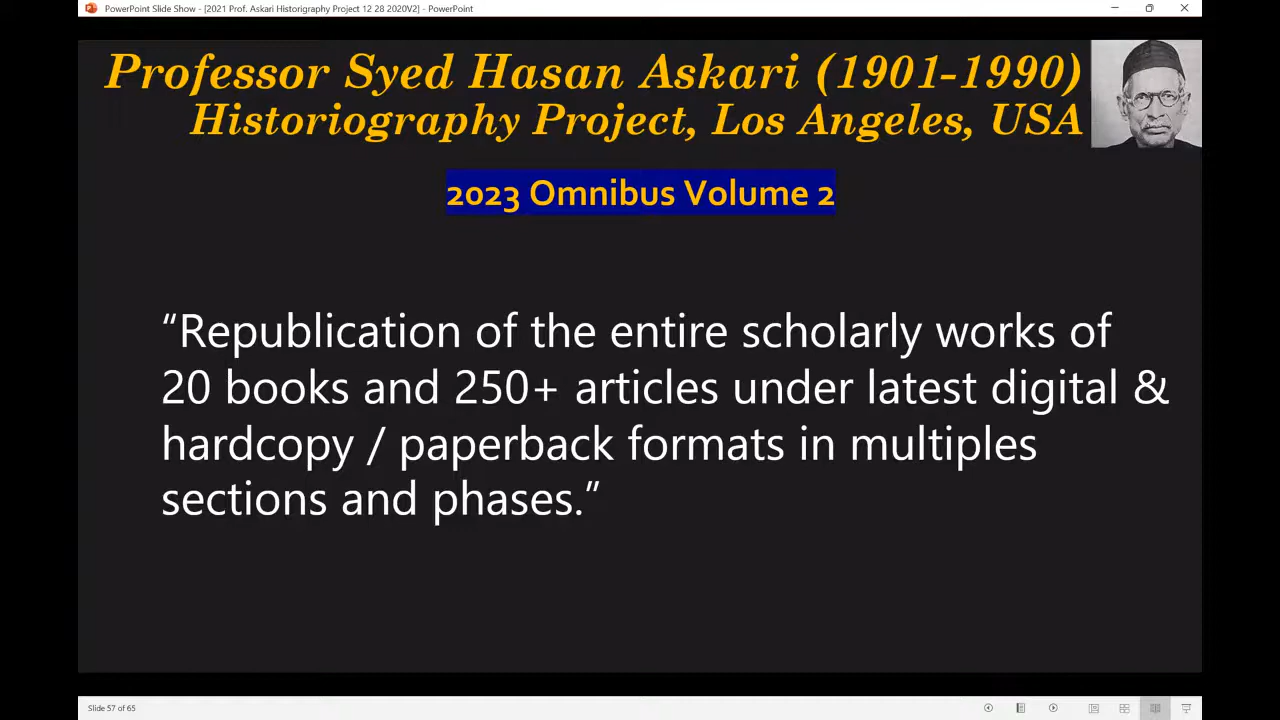 PowerPoint Slide Show - [2021 Prof. Askari Historigraphy Project 12 28 2020V2] - PowerPoint
Professor Syed Hasan Askari (1901-1990)
Historiography Project, Los Angeles, USA
2023 Omnibus Volume 2
“Republication of the entire scholarly works of
20 books and 250+ articles under latest digital &
hardcopy / paperback formats in multiples
sections and phases.”
Slide 57 of 65